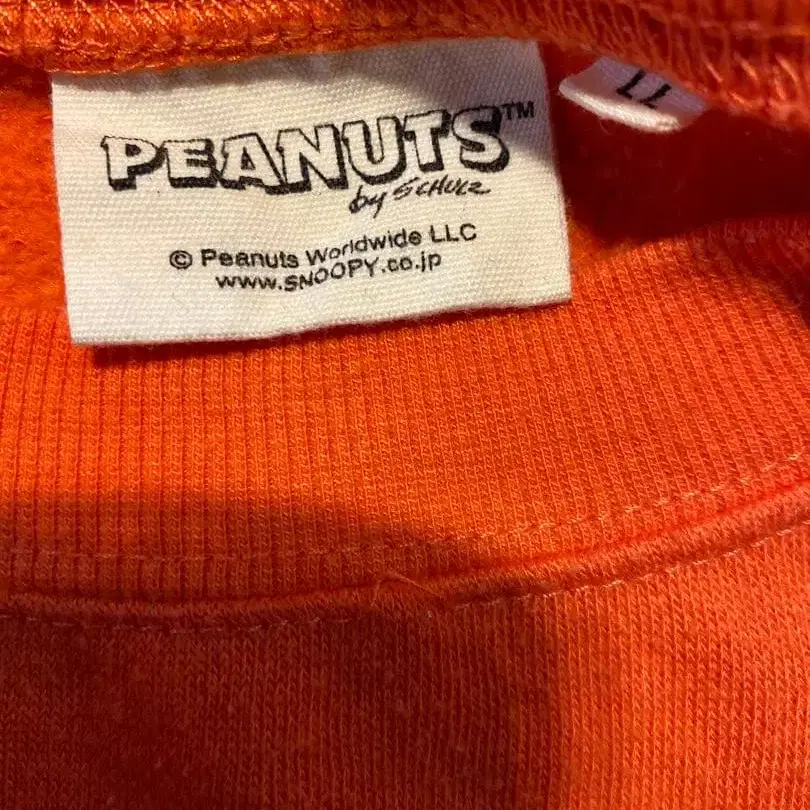 PEANUTS™
by SCHULZ
© Peanuts Worldwide LLC
www.SNOOPY.co.jp
LL